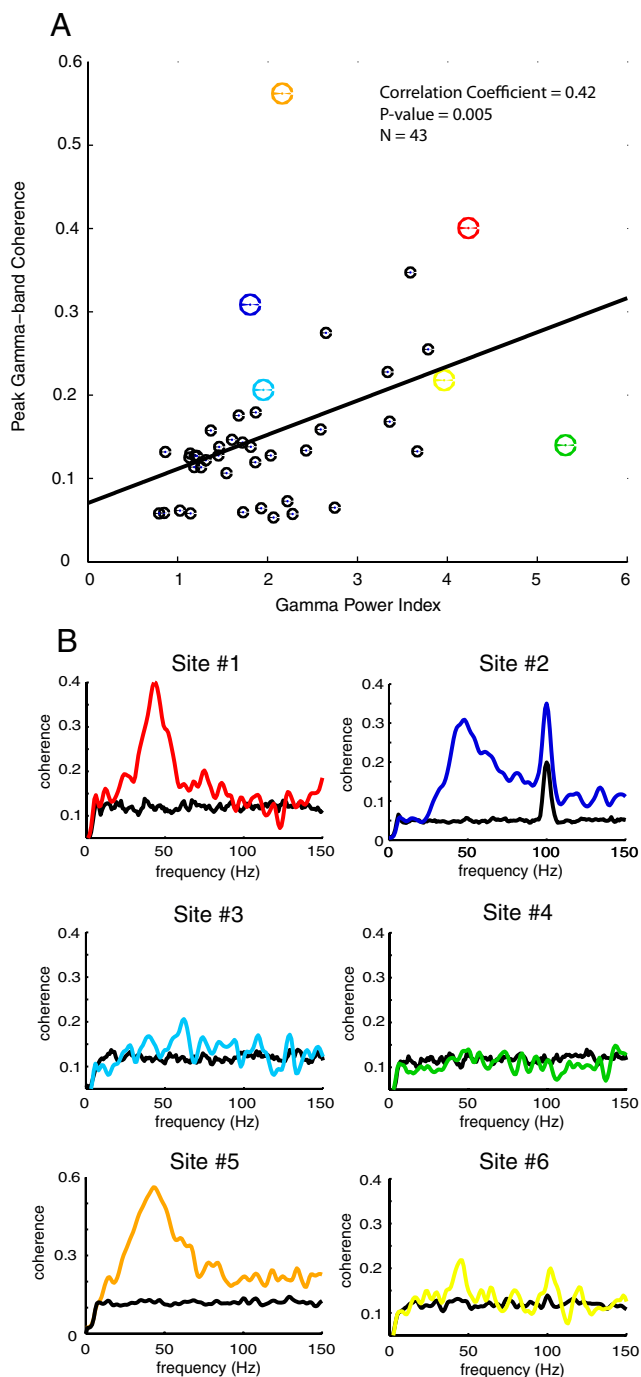 A
0.6
0.5
0.4
0.3
0.2
0.1
0
Peak Gamma-band Coherence
Correlation Coefficient = 0.42
P-value = 0.005
N = 43
0 1 2 3 4 5 6
Gamma Power Index
B
Site #1
0.4
0.3
0.2
0.1
coherence
0 50 100 150
frequency (Hz)
Site #2
0.4
0.3
0.2
0.1
0
coherence
0 50 100 150
frequency (Hz)
Site #3
0.4
0.3
0.2
0.1
coherence
0 50 100 150
frequency (Hz)
Site #4
0.4
0.3
0.2
0.1
coherence
0 50 100 150
frequency (Hz)
Site #5
0.6
0.3
0
coherence
0 50 100 150
frequency (Hz)
Site #6
0.4
0.3
0.2
0.1
coherence
0 50 100 150
frequency (Hz)